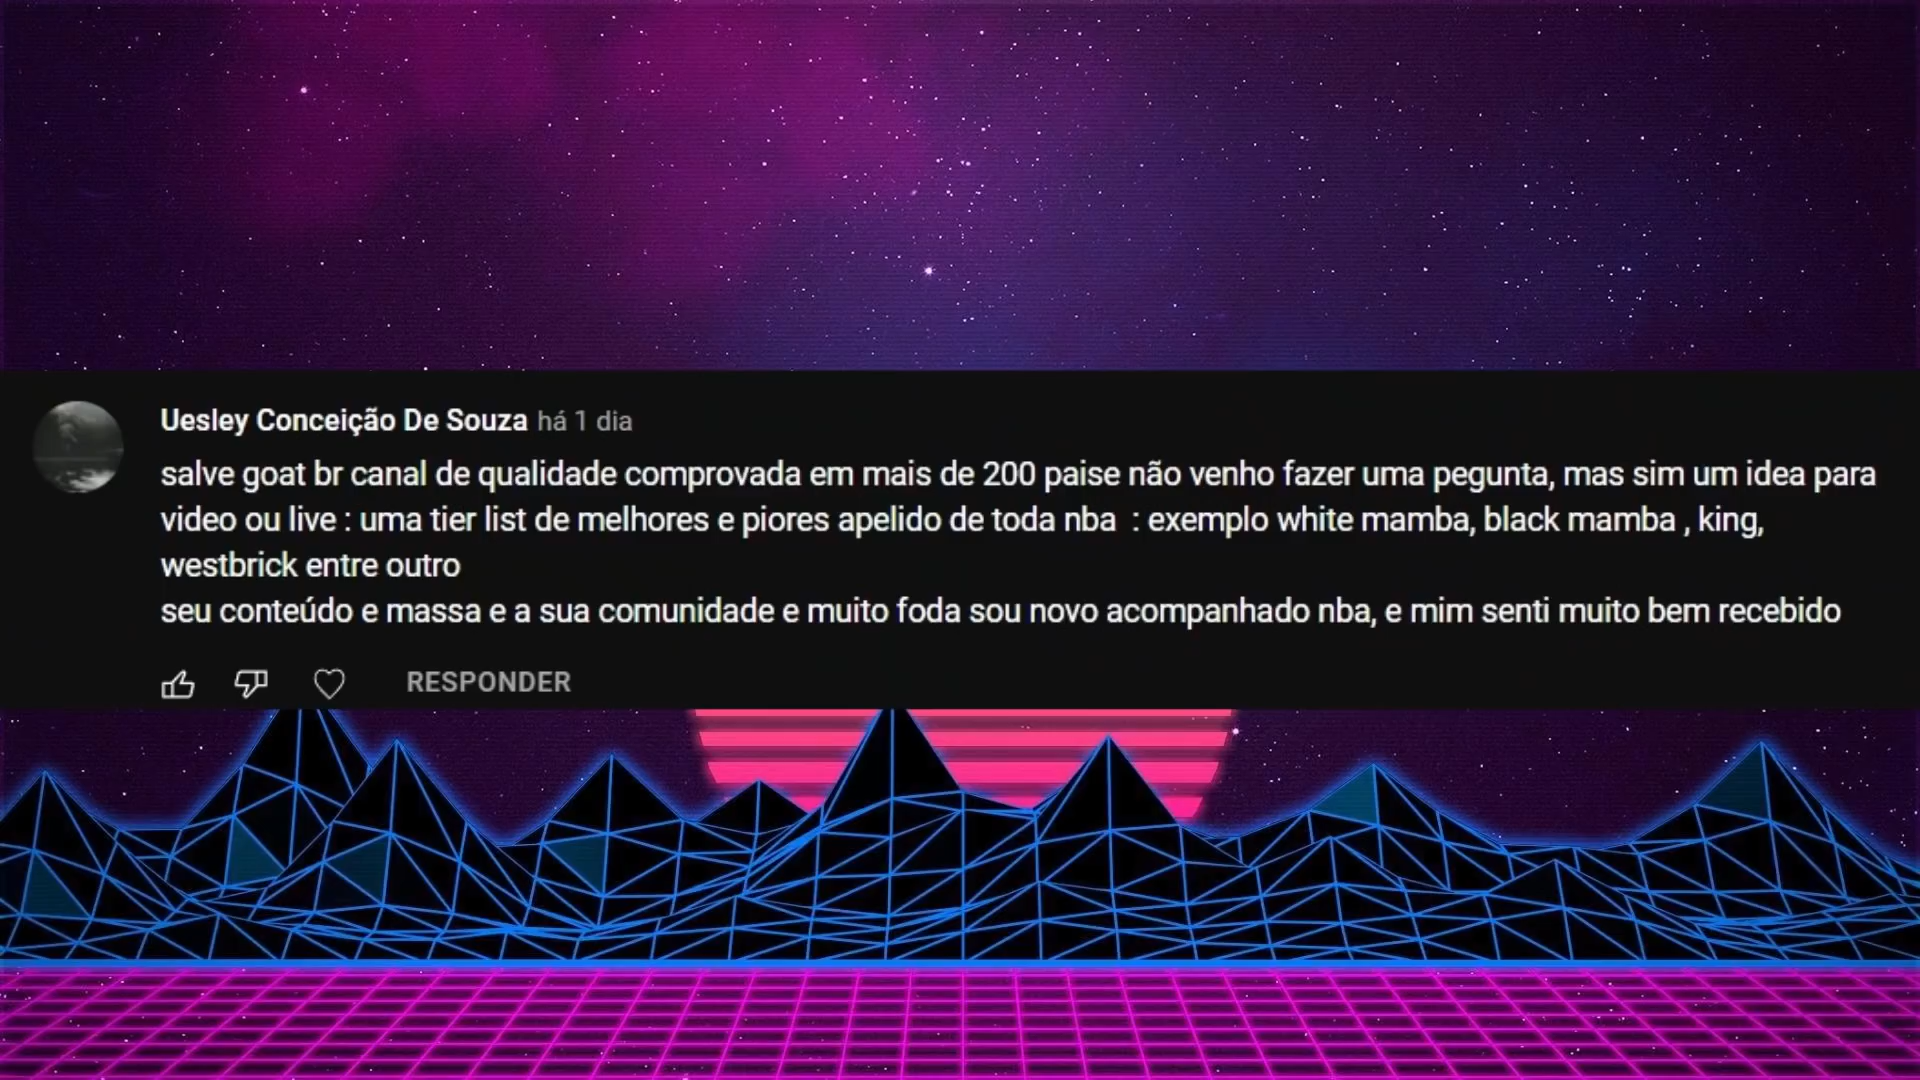 Uesley Conceição De Souza há 1 dia
salve goat br canal de qualidade comprovada em mais de 200 paise não venho fazer uma pegunta, mas sim um idea para
video ou live : uma tier list de melhores e piores apelido de toda nba : exemplo white mamba, black mamba , king,
westbrick entre outro
seu conteúdo e massa e a sua comunidade e muito foda sou novo acompanhado nba, e mim senti muito bem recebido
RESPONDER